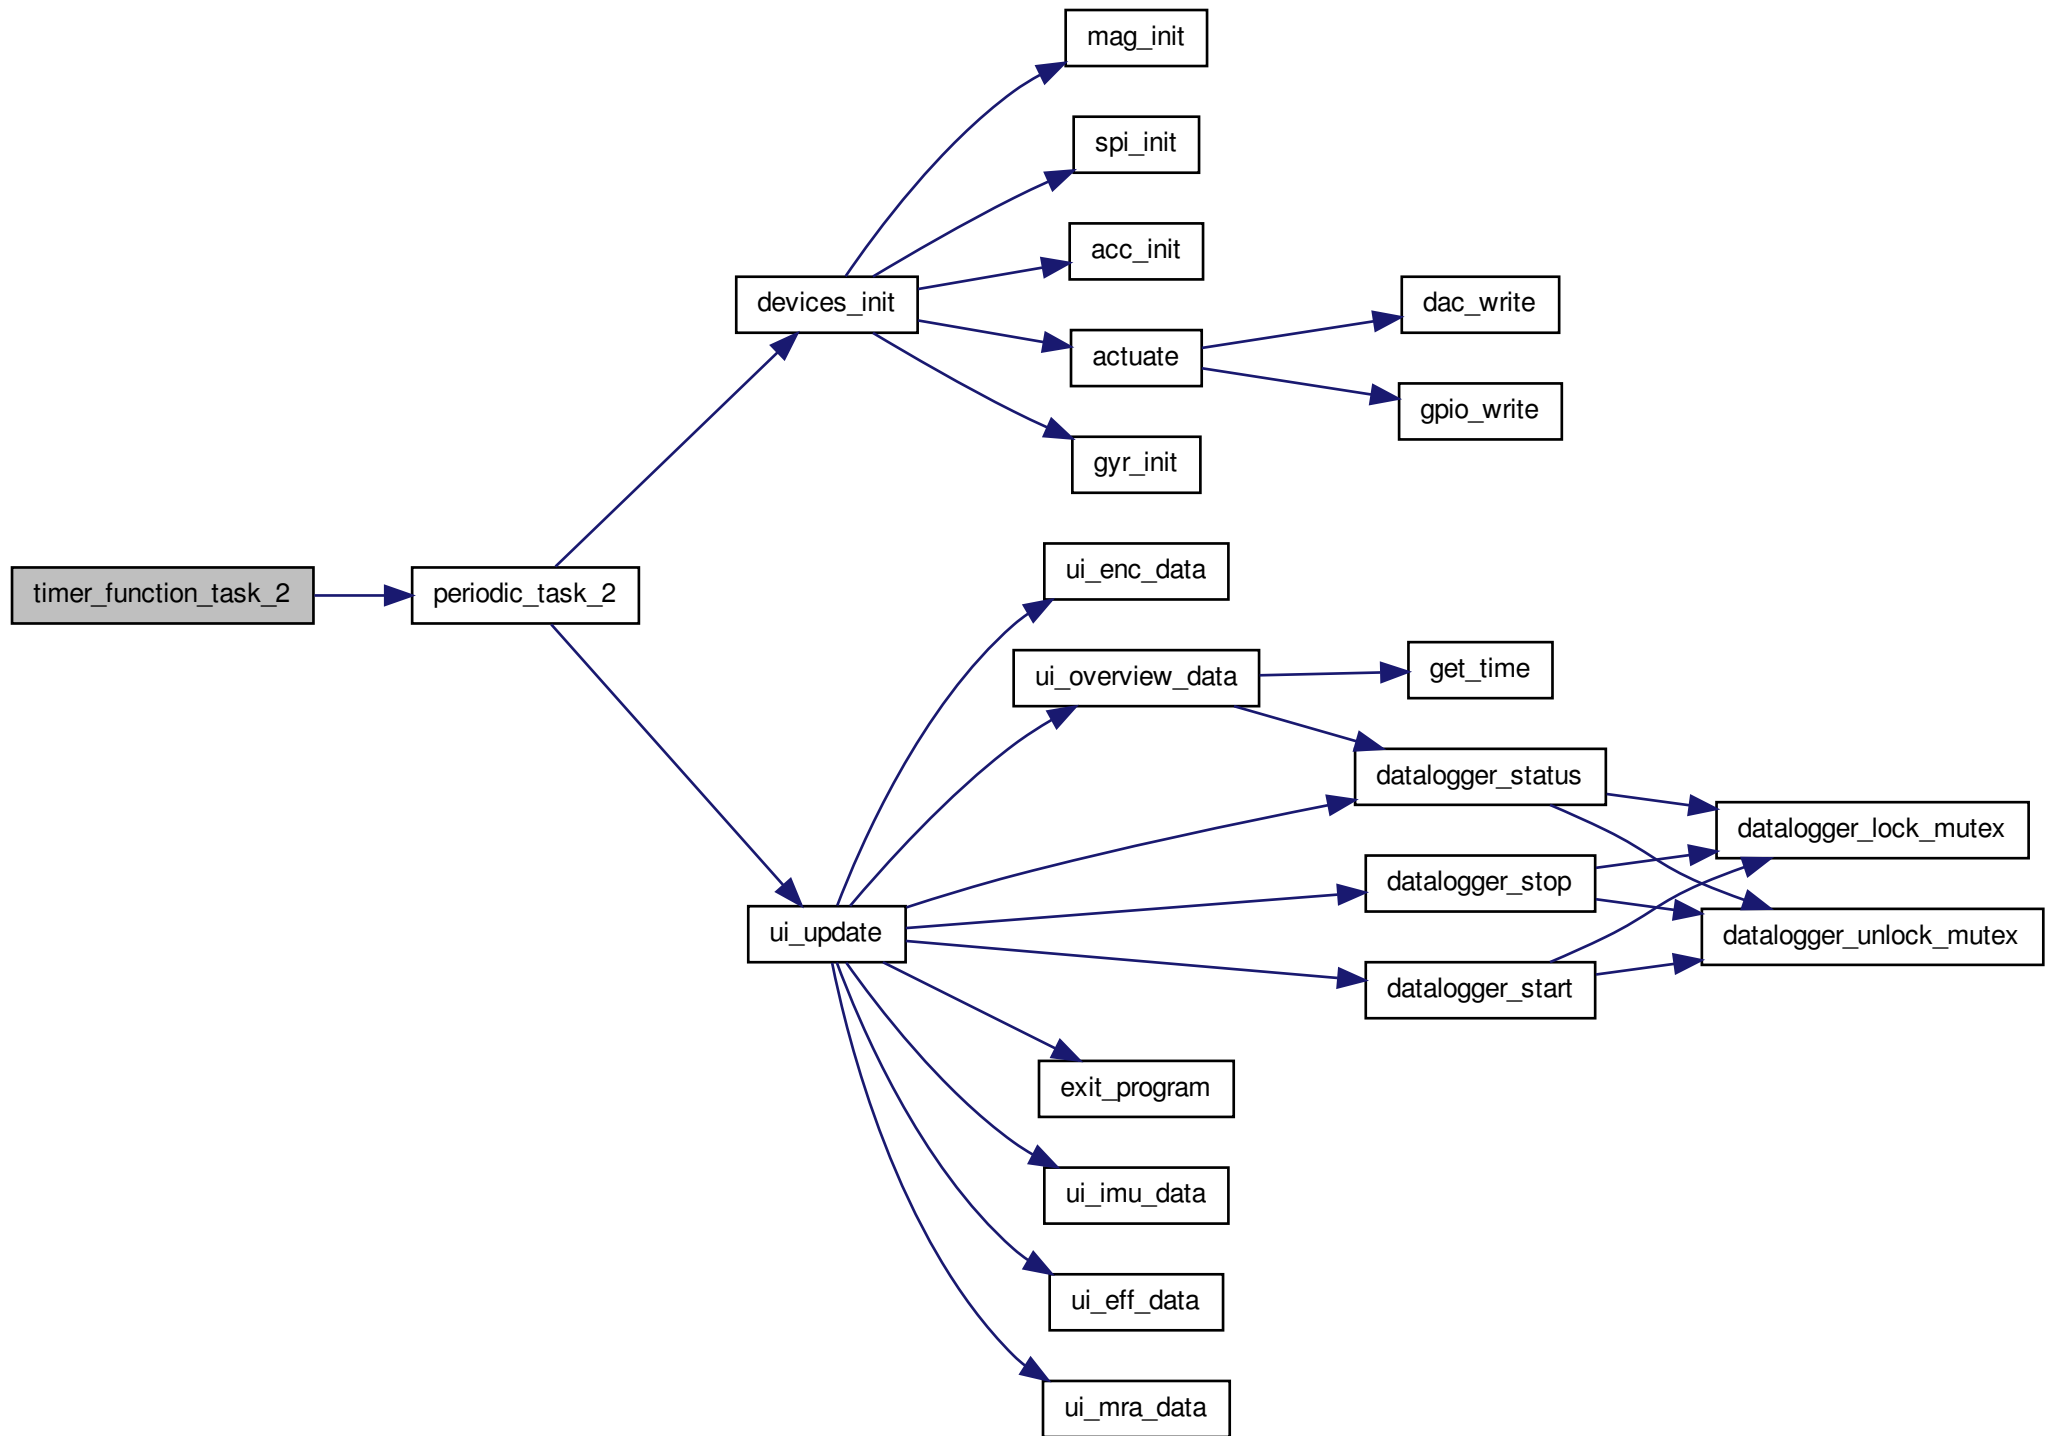 mag_init
spi_init
acc_init
devices_init
dac_write
actuate
gpio_write
gyr_init
ui_enc_data
timer_function_task_2
periodic_task_2
ui_overview_data
get_time
datalogger_status
datalogger_lock_mutex
datalogger_stop
ui_update
datalogger_unlock_mutex
datalogger_start
exit_program
ui_imu_data
ui_eff_data
ui_mra_data